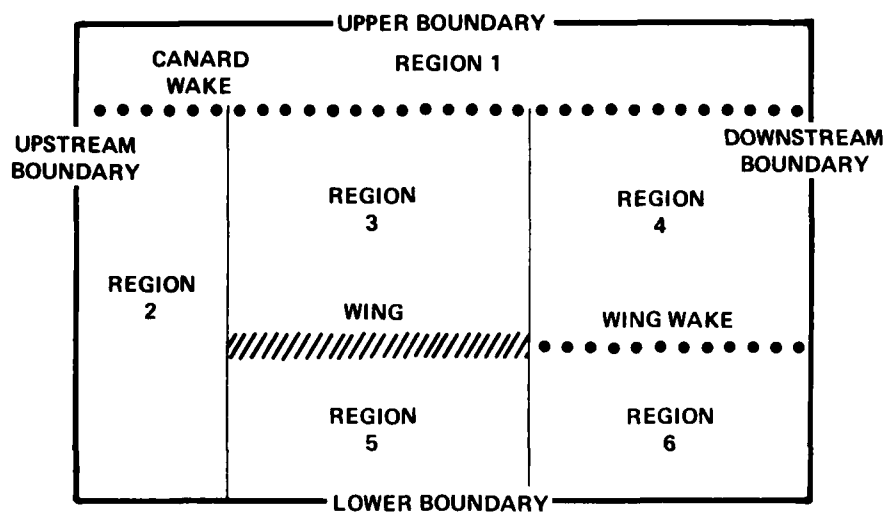 UPPER BOUNDARY
CANARD
WAKE
REGION 1
UPSTREAM
BOUNDARY
DOWNSTREAM
BOUNDARY
REGION
3
REGION
4
REGION
2
WING
WING WAKE
REGION
5
REGION
6
LOWER BOUNDARY